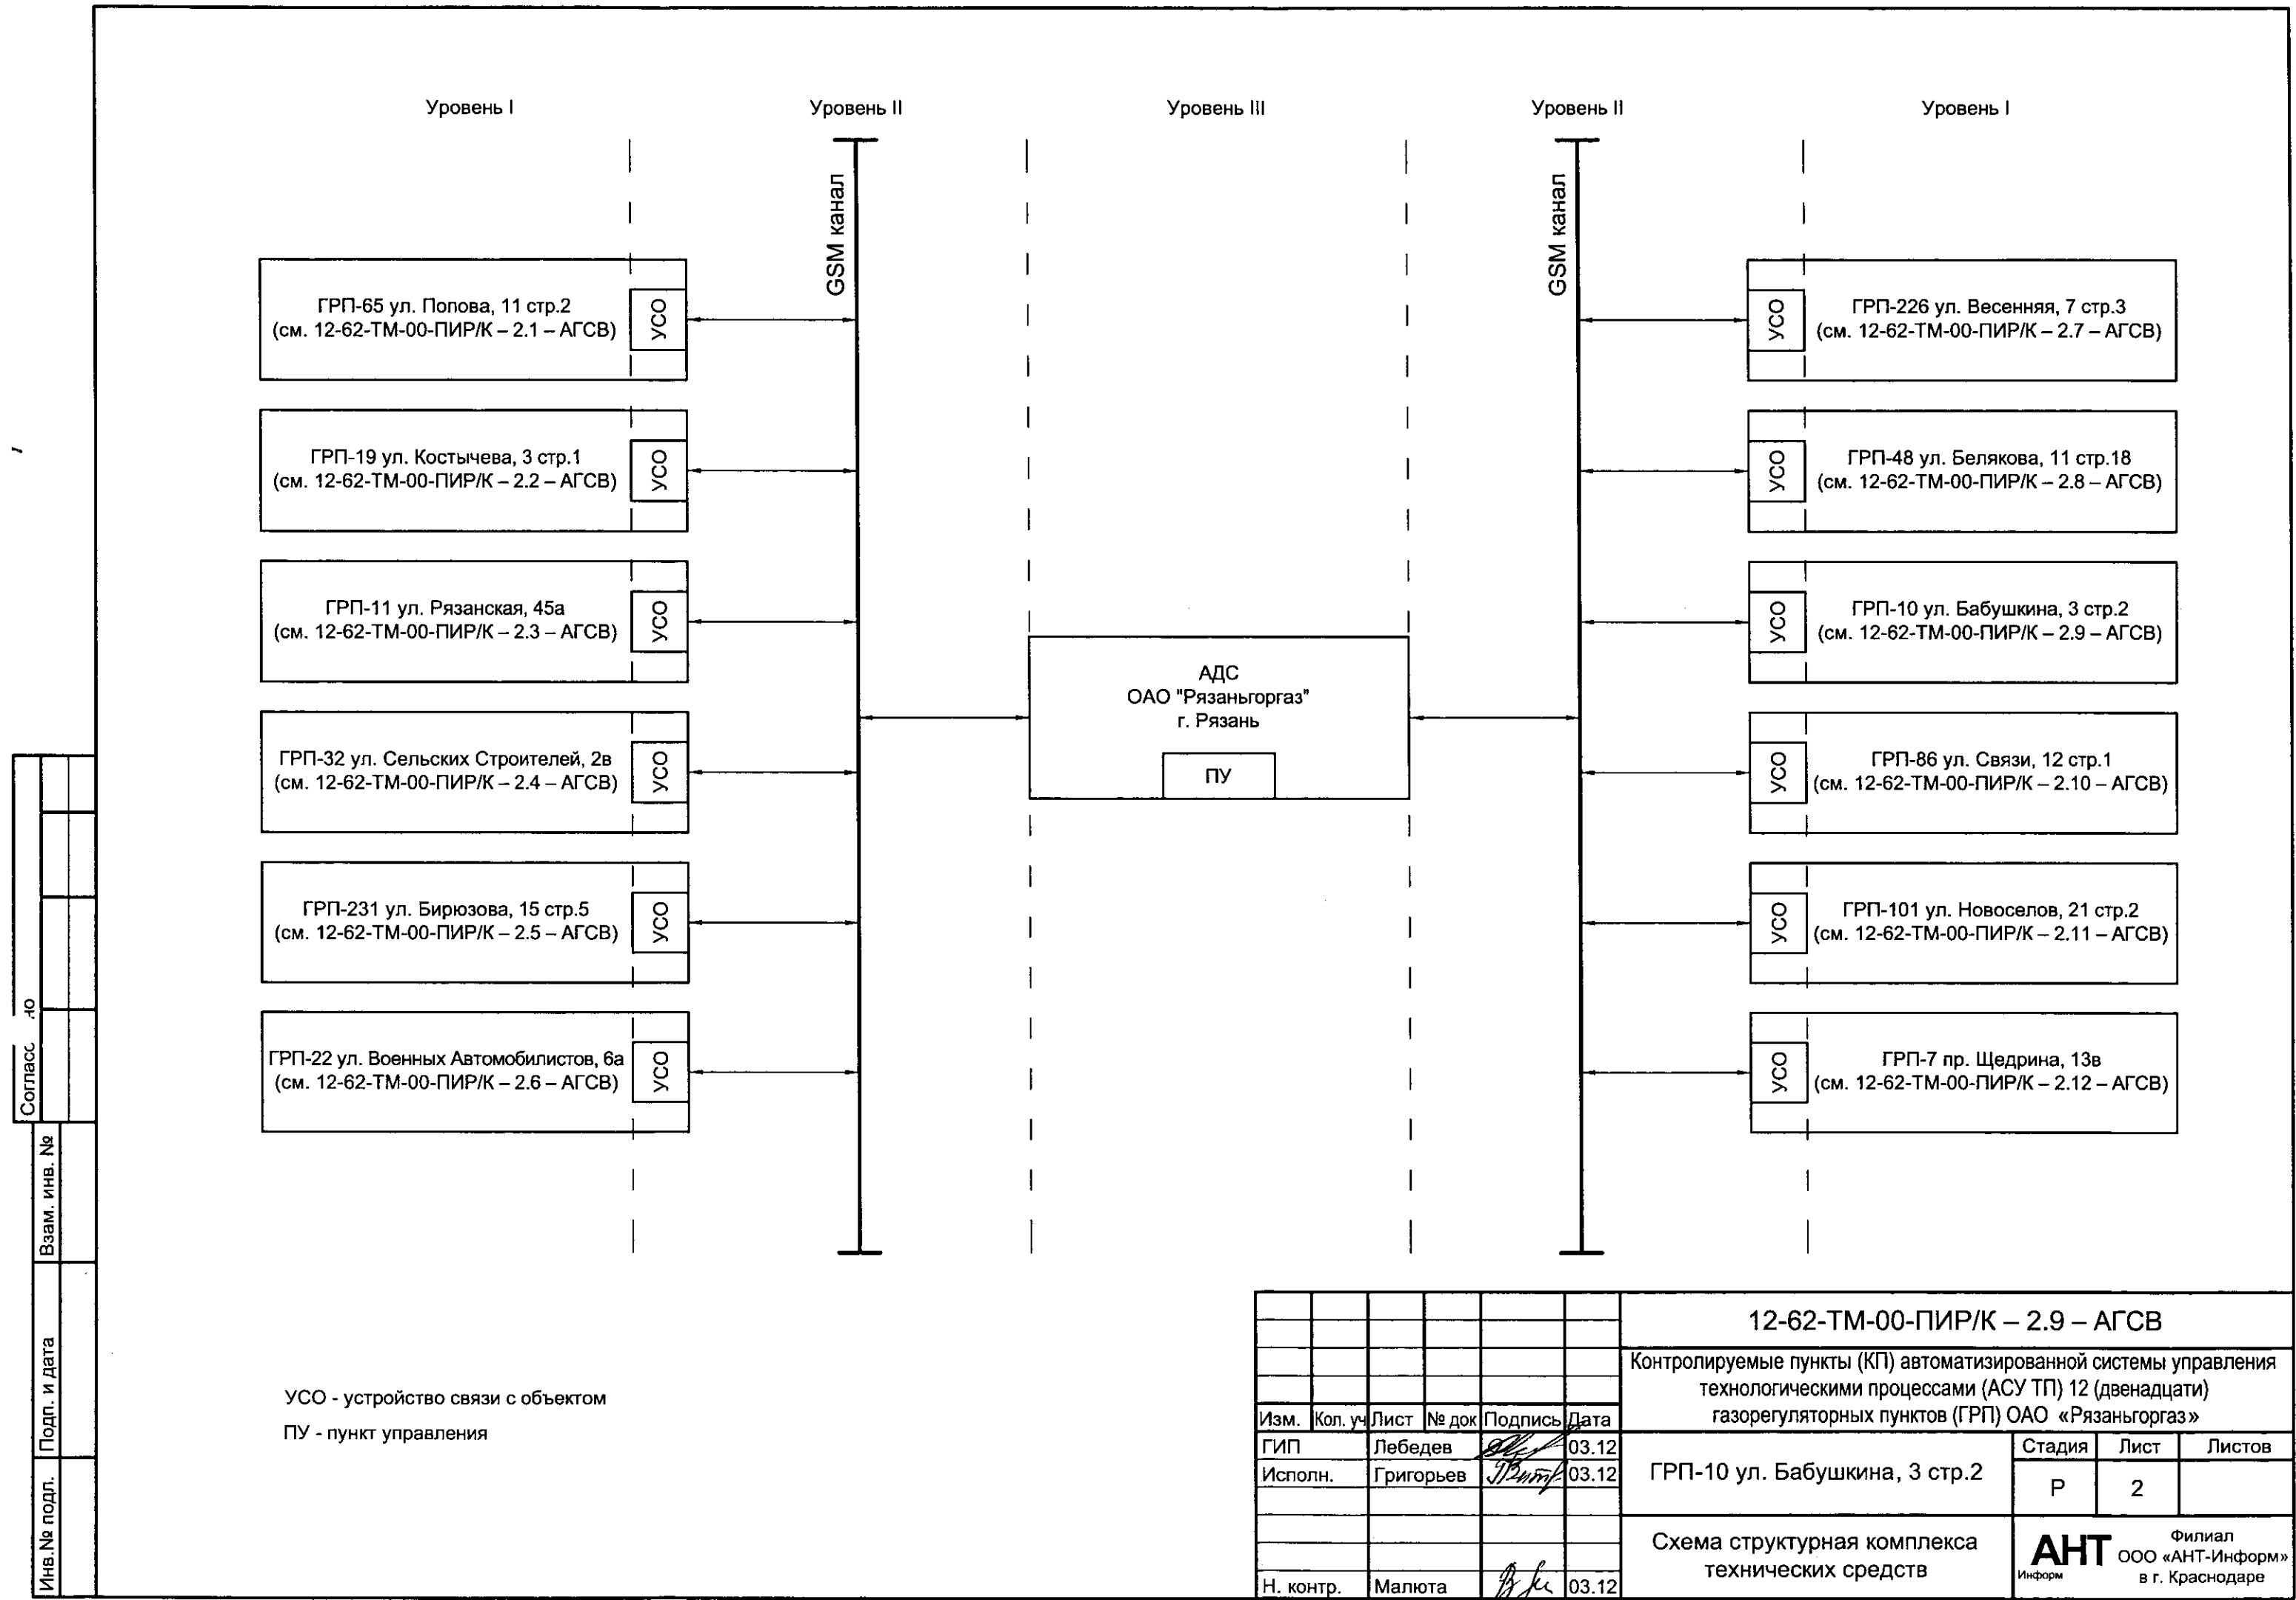 Уровень I
Уровень II
Уровень III
Уровень II
Уровень I
GSM канал
GSM канал
ГРП-65 ул. Попова, 11 стр.2
(см. 12-62-ТМ-00-ПИР/К – 2.1 – АГСВ)
УСО
ГРП-19 ул. Костычева, 3 стр.1
(см. 12-62-ТМ-00-ПИР/К – 2.2 – АГСВ)
УСО
ГРП-11 ул. Рязанская, 45а
(см. 12-62-ТМ-00-ПИР/К – 2.3 – АГСВ)
УСО
ГРП-32 ул. Сельских Строителей, 2в
(см. 12-62-ТМ-00-ПИР/К – 2.4 – АГСВ)
УСО
ГРП-231 ул. Бирюзова, 15 стр.5
(см. 12-62-ТМ-00-ПИР/К – 2.5 – АГСВ)
УСО
ГРП-22 ул. Военных Автомобилистов, 6а
(см. 12-62-ТМ-00-ПИР/К – 2.6 – АГСВ)
УСО
АДС
ОАО "Рязаньгоргаз"
г. Рязань
ПУ
УСО
ГРП-226 ул. Весенняя, 7 стр.3
(см. 12-62-ТМ-00-ПИР/К – 2.7 – АГСВ)
УСО
ГРП-48 ул. Белякова, 11 стр.18
(см. 12-62-ТМ-00-ПИР/К – 2.8 – АГСВ)
УСО
ГРП-10 ул. Бабушкина, 3 стр.2
(см. 12-62-ТМ-00-ПИР/К – 2.9 – АГСВ)
УСО
ГРП-86 ул. Связи, 12 стр.1
(см. 12-62-ТМ-00-ПИР/К – 2.10 – АГСВ)
УСО
ГРП-101 ул. Новоселов, 21 стр.2
(см. 12-62-ТМ-00-ПИР/К – 2.11 – АГСВ)
УСО
ГРП-7 пр. Щедрина, 13в
(см. 12-62-ТМ-00-ПИР/К – 2.12 – АГСВ)
УСО - устройство связи с объектом
ПУ - пункт управления
Взам. инв. №
Подп. и дата
Инв.№ подл.
12-62-ТМ-00-ПИР/К – 2.9 – АГСВ
Контролируемые пункты (КП) автоматизированной системы управления
технологическими процессами (АСУ ТП) 12 (двенадцати)
газорегуляторных пунктов (ГРП) ОАО «Рязаньгоргаз»
Изм. Кол. уч Лист № док Подпись Дата
ГИП Лебедев 03.12
Исполн. Григорьев 03.12
Н. контр. Малюта 03.12
ГРП-10 ул. Бабушкина, 3 стр.2
Стадия Лист Листов
Р 2
Схема структурная комплекса
технических средств
АНТ
Информ
Филиал
ООО «АНТ-Информ»
в г. Краснодаре